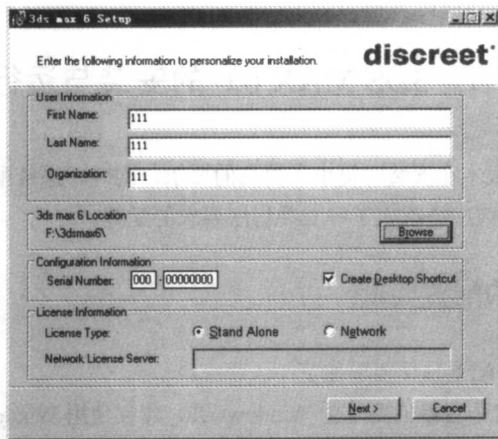 3ds max 6 Setup
Enter the following information to personalize your installation.
discreet
User Information
First Name: 111
Last Name: 111
Organization: 111
3ds max 6 Location
F:\3dsmax6\
Browse
Configuration Information
Serial Number: 000 - 00000000
Create Desktop Shortcut
License Information
License Type: Stand Alone Network
Network License Server:
Next > Cancel